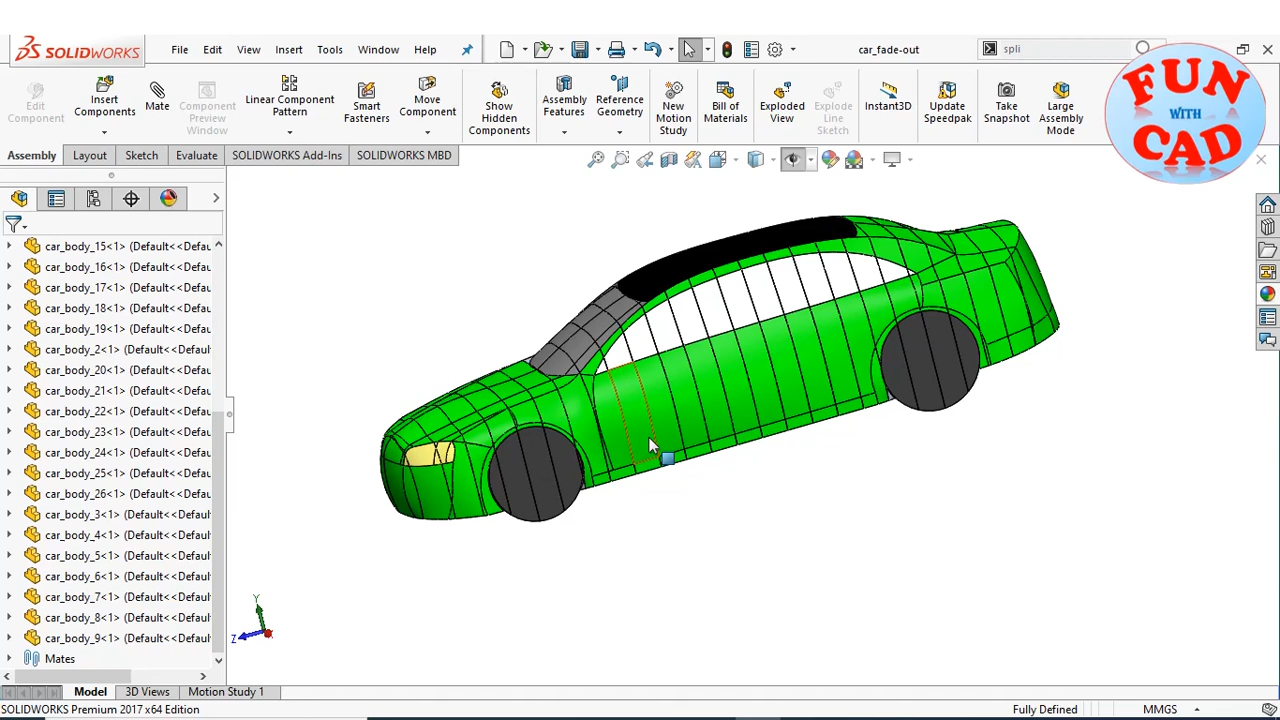 SOLIDWORKS
File Edit View Insert Tools Window Help
car_fade-out
spli
Edit Component
Insert Components
Mate
Component Preview Window
Linear Component Pattern
Smart Fasteners
Move Component
Show Hidden Components
Assembly Features
Reference Geometry
New Motion Study
Bill of Materials
Exploded View
Explode Line Sketch
Instant3D
Update Speedpak
Take Snapshot
Large Assembly Mode
FUN
WITH
CAD
Assembly Layout Sketch Evaluate SOLIDWORKS Add-Ins SOLIDWORKS MBD
car_body_15<1> (Default<<Defau
car_body_16<1> (Default<<Defau
car_body_17<1> (Default<<Defau
car_body_18<1> (Default<<Defau
car_body_19<1> (Default<<Defau
car_body_2<1> (Default<<Defaul
car_body_20<1> (Default<<Defau
car_body_21<1> (Default<<Defau
car_body_22<1> (Default<<Defau
car_body_23<1> (Default<<Defau
car_body_24<1> (Default<<Defau
car_body_25<1> (Default<<Defau
car_body_26<1> (Default<<Defau
car_body_3<1> (Default<<Defaul
car_body_4<1> (Default<<Defaul
car_body_5<1> (Default<<Defaul
car_body_6<1> (Default<<Defaul
car_body_7<1> (Default<<Defaul
car_body_8<1> (Default<<Defaul
car_body_9<1> (Default<<Defaul
Mates
Y
Z
Model 3D Views Motion Study 1
SOLIDWORKS Premium 2017 x64 Edition
Fully Defined
MMGS